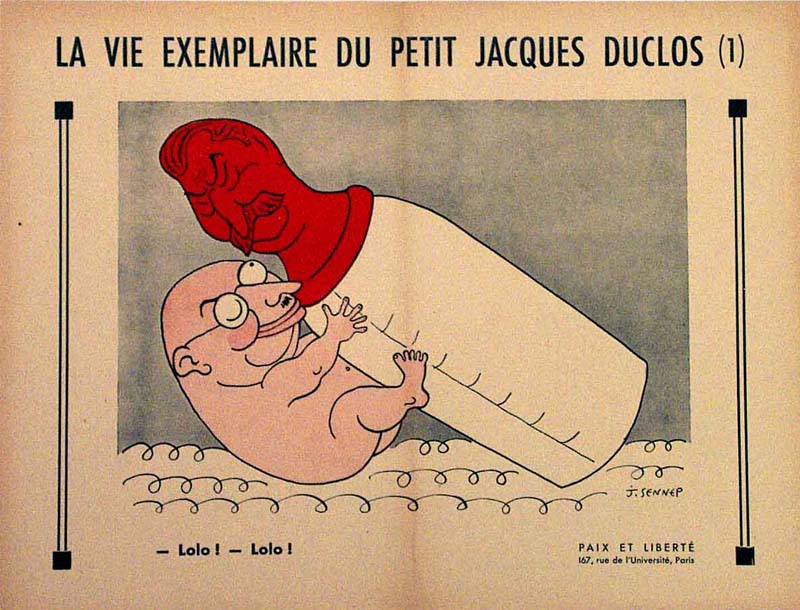 LA VIE EXEMPLAIRE DU PETIT JACQUES DUCLOS (1)
J. SENNEP
— Lolo ! — Lolo !
PAIX ET LIBERTÉ
167, rue de l'Université, Paris